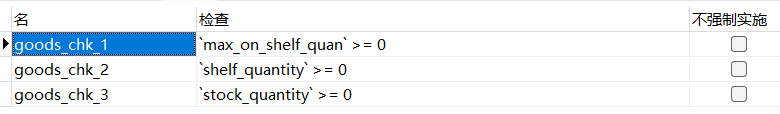 名 检查 不强制实施
goods_chk_1 `max_on_shelf_quan` >= 0
goods_chk_2 `shelf_quantity` >= 0
goods_chk_3 `stock_quantity` >= 0